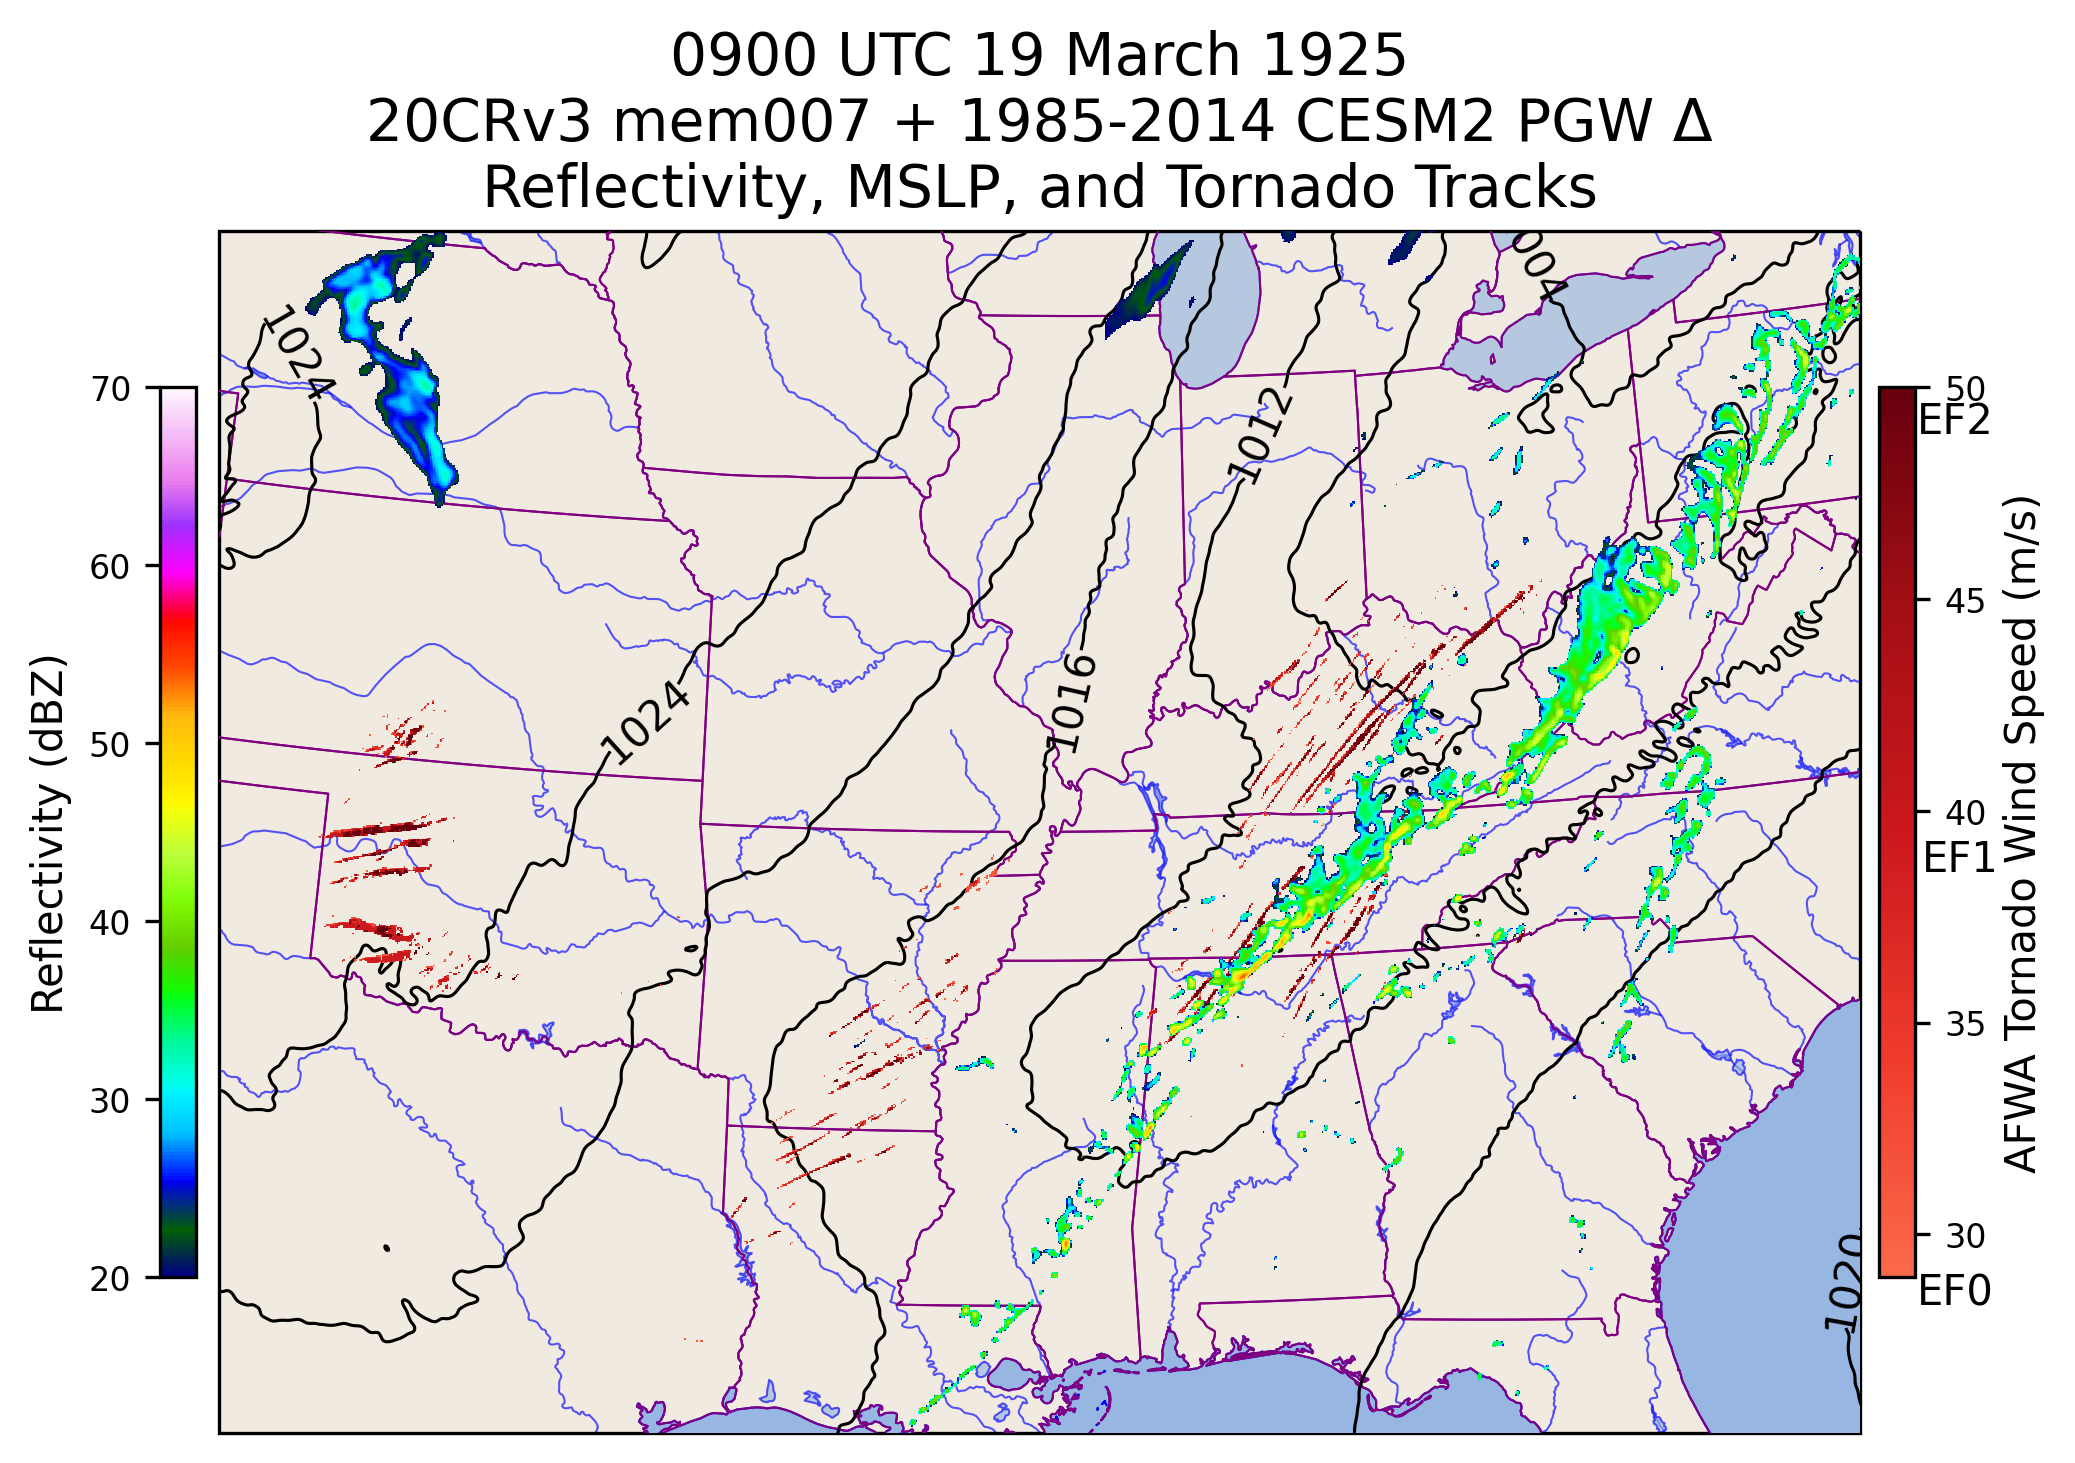 0900 UTC 19 March 1925
20CRv3 mem007 + 1985-2014 CESM2 PGW Δ
Reflectivity, MSLP, and Tornado Tracks
004
1024
1012
1024
1016
1020
70
60
50
40
30
20
Reflectivity (dBZ)
50
EF2
45
40
EF1
35
30
EF0
AFWA Tornado Wind Speed (m/s)